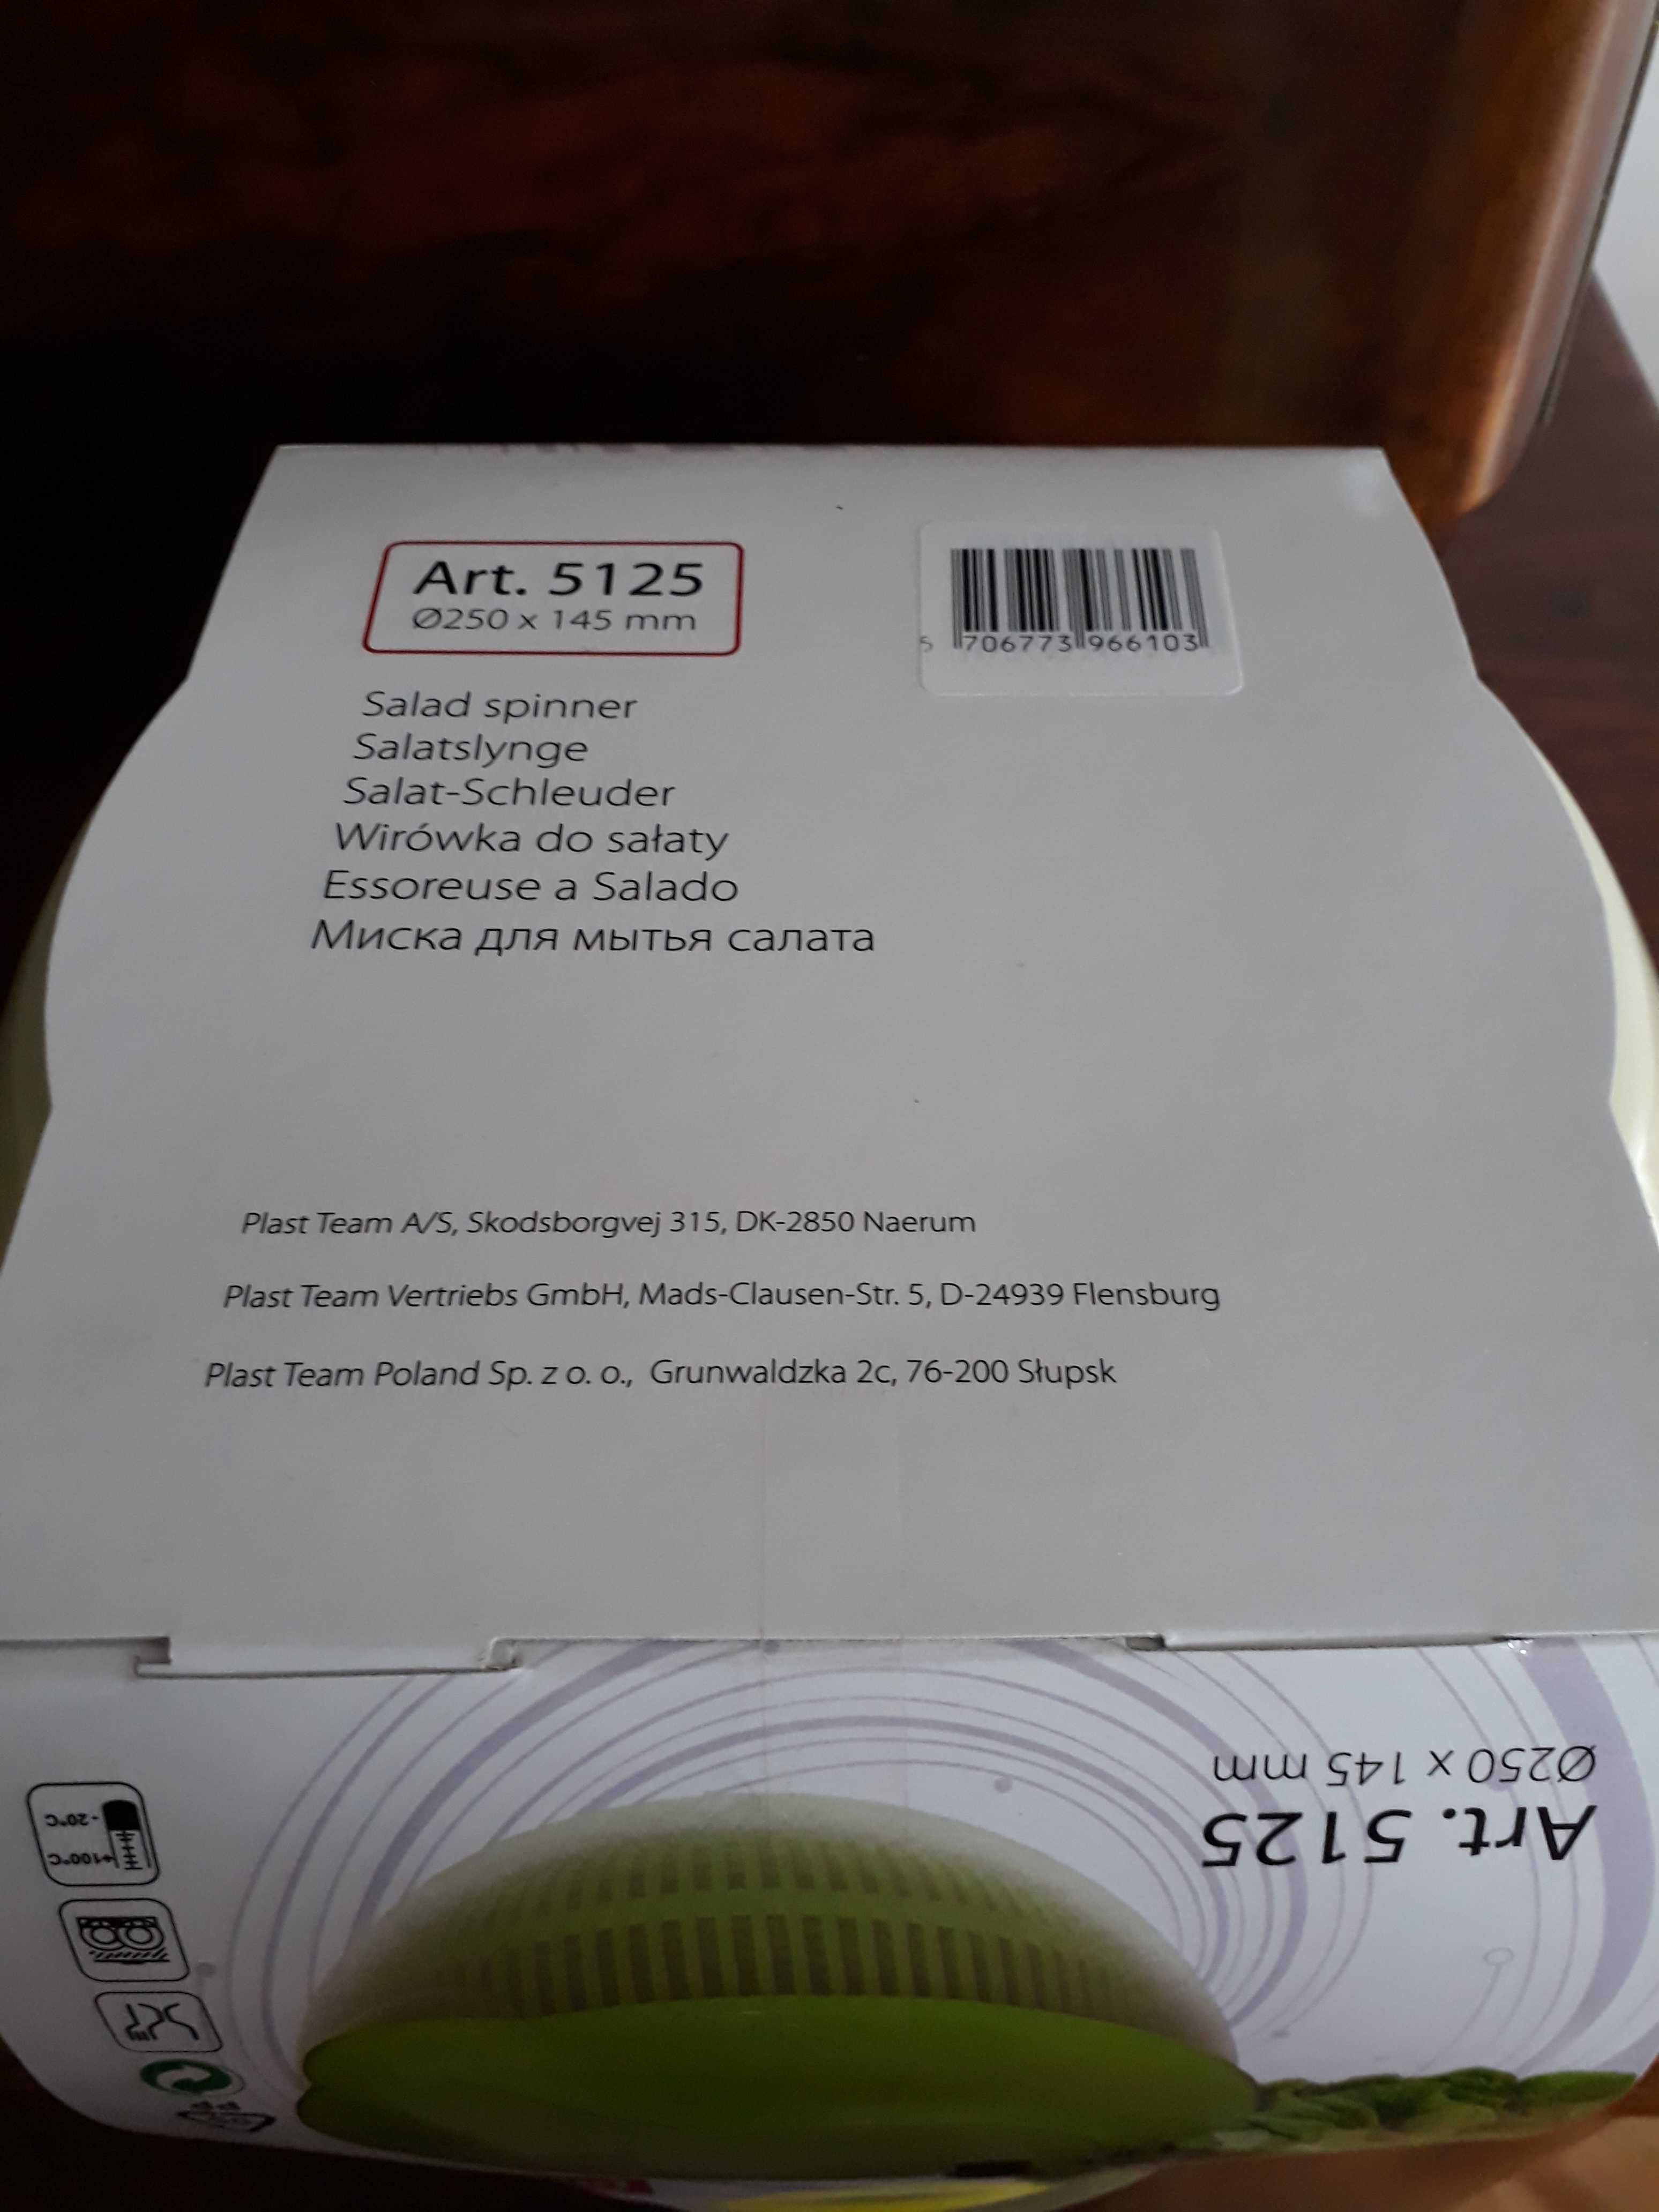 Art. 5125
Ø250 x 145 mm
5 706773 966103
Salad spinner
Salatslynge
Salat-Schleuder
Wirówka do sałaty
Essoreuse a Salado
Миска для мытья салата
Plast Team A/S, Skodsborgvej 315, DK-2850 Naerum
Plast Team Vertriebs GmbH, Mads-Clausen-Str. 5, D-24939 Flensburg
Plast Team Poland Sp. z o. o., Grunwaldzka 2c, 76-200 Słupsk
Art. 5125
Ø250 x 145 mm
+100°C
-20°C